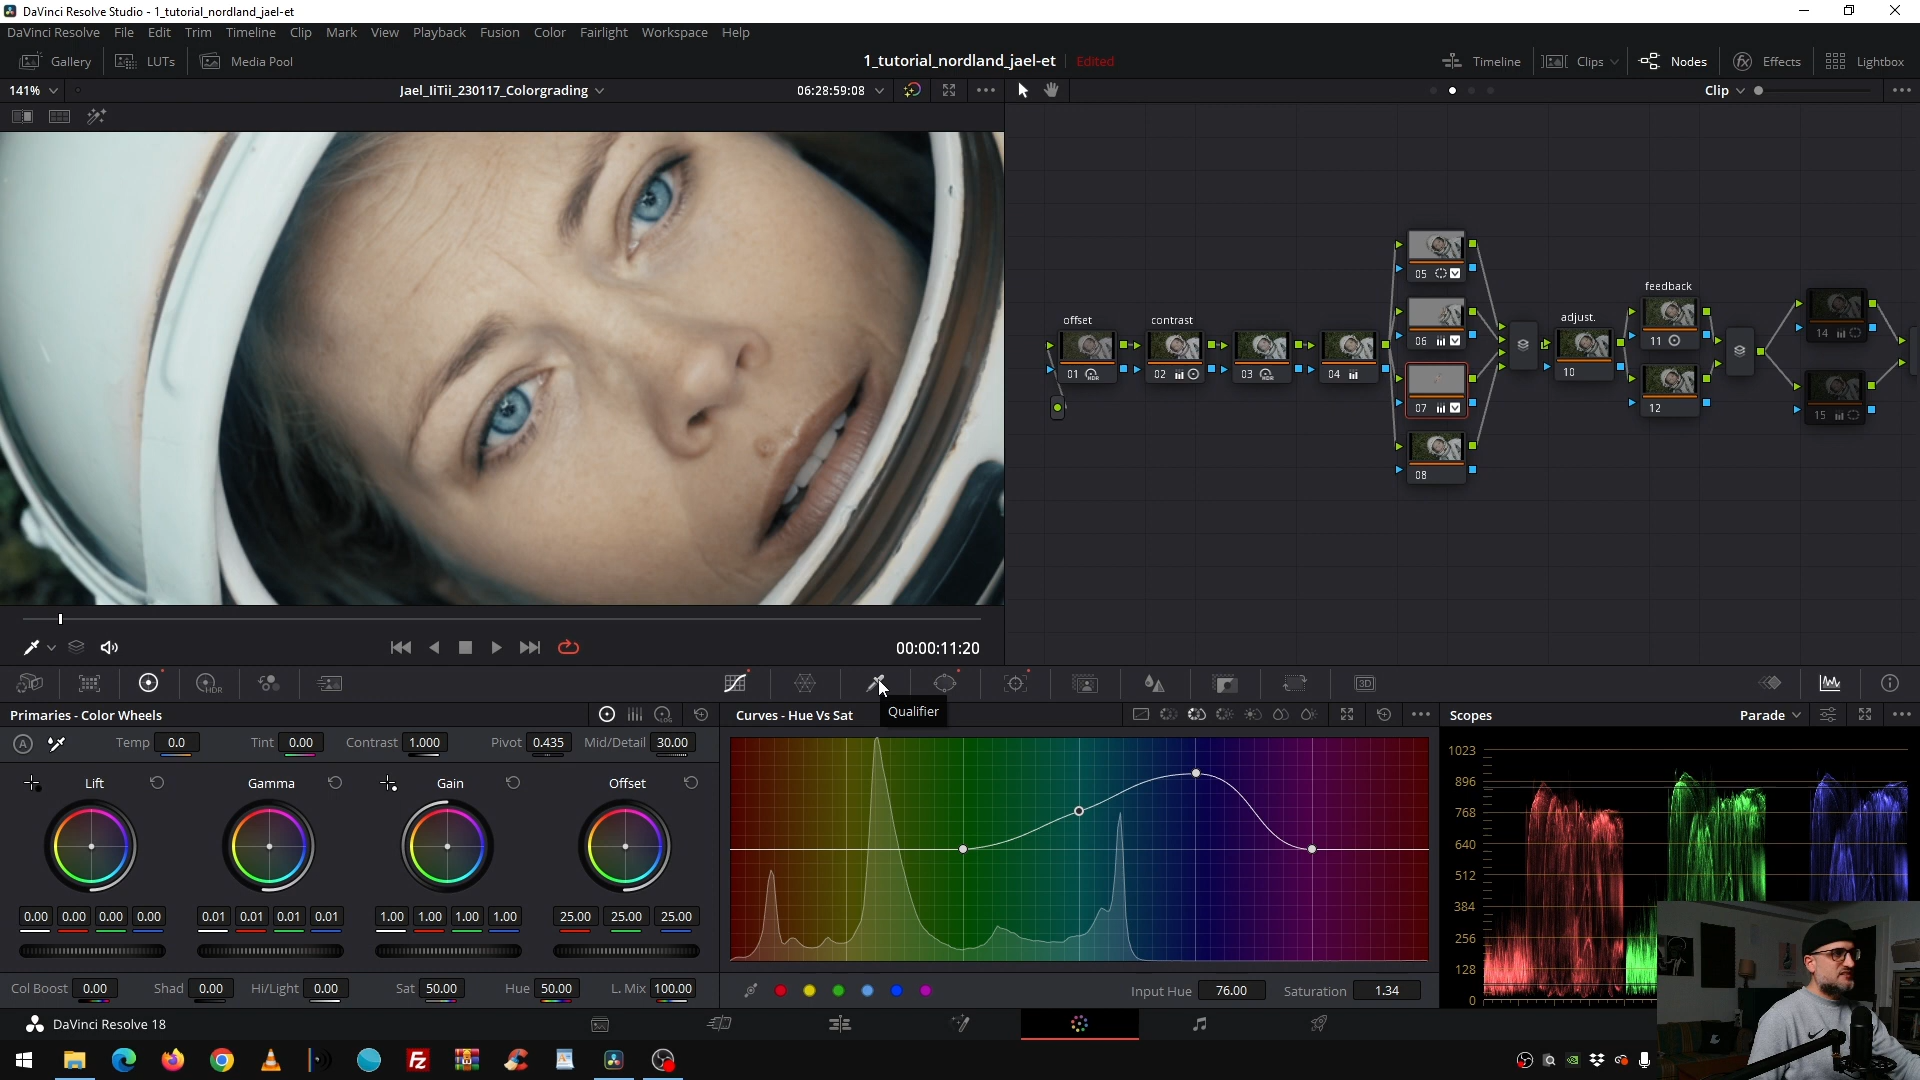 DaVinci Resolve Studio - 1_tutorial_nordland_jael-et
DaVinci Resolve File Edit Trim Timeline Clip Mark View Playback Fusion Color Fairlight Workspace Help
Gallery LUTs Media Pool 1_tutorial_nordland_jael-et Edited Timeline Clips Nodes Effects Lightbox
141% Jael_IiTii_230117_Colorgrading 06:28:59:08 Clip
05
feedback
offset contrast 06 adjust. 11 14
01 HDR 02 03 HDR 04 10
07 12 15
08
00:00:11:20
HDR 3D
Primaries - Color Wheels Curves - Hue Vs Sat Qualifier Scopes Parade
LOG
A Temp 0.0 Tint 0.00 Contrast 1.000 Pivot 0.435 Mid/Detail 30.00
Lift Gamma Gain Offset
0.00 0.00 0.00 0.00 0.01 0.01 0.01 0.01 1.00 1.00 1.00 1.00 25.00 25.00 25.00
1023
896
768
640
512
384
256
128
0
Col Boost 0.00 Shad 0.00 Hi/Light 0.00 Sat 50.00 Hue 50.00 L. Mix 100.00 Input Hue 76.00 Saturation 1.34
DaVinci Resolve 18